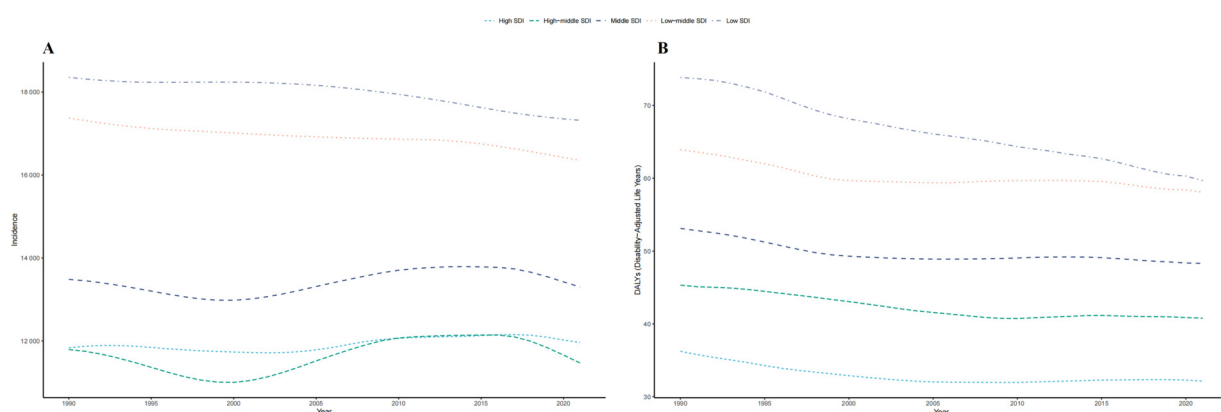 High SDI High-middle SDI Middle SDI Low-middle SDI Low SDI
A
18 000
16 000
14 000
12 000
Incidence
1990 1995 2000 2005 2010 2015 2020
Year
B
70
60
50
40
30
DALYs (Disability-Adjusted Life Years)
1990 1995 2000 2005 2010 2015 2020
Year